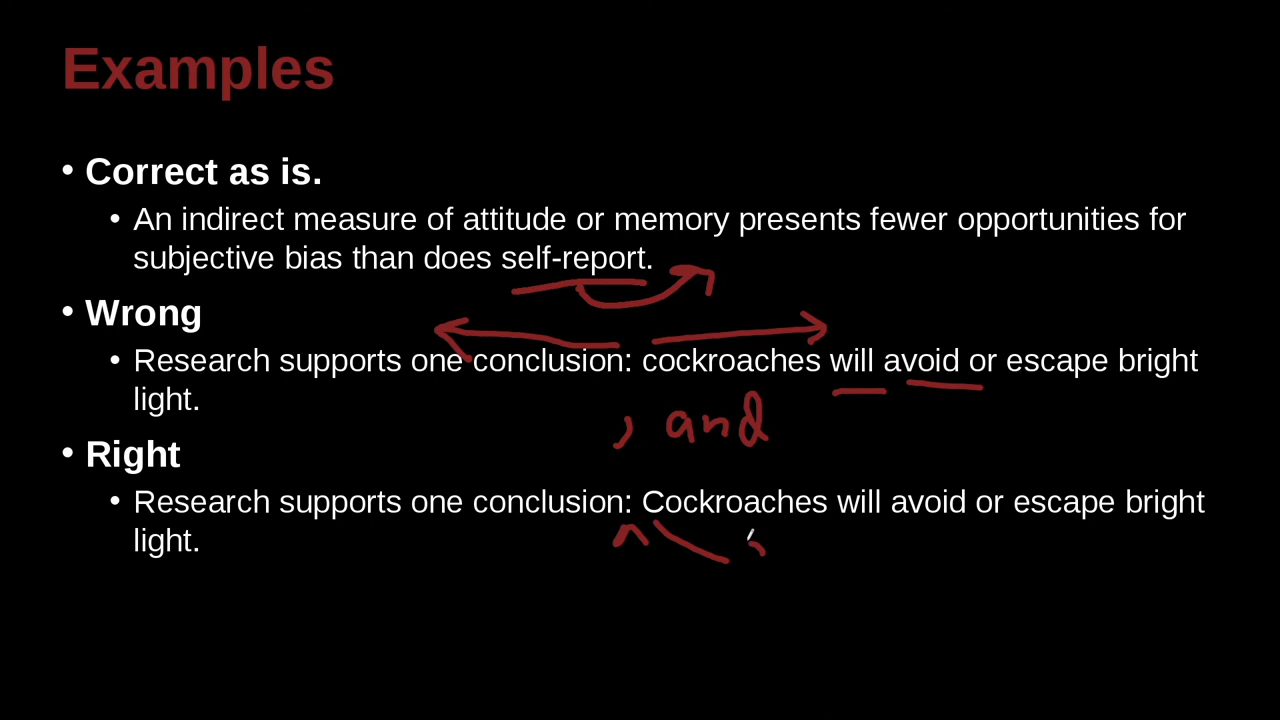 Examples
• Correct as is.
• An indirect measure of attitude or memory presents fewer opportunities for
subjective bias than does self-report.
• Wrong
• Research supports one conclusion: cockroaches will avoid or escape bright
light.
, and
• Right
• Research supports one conclusion: Cockroaches will avoid or escape bright
light.